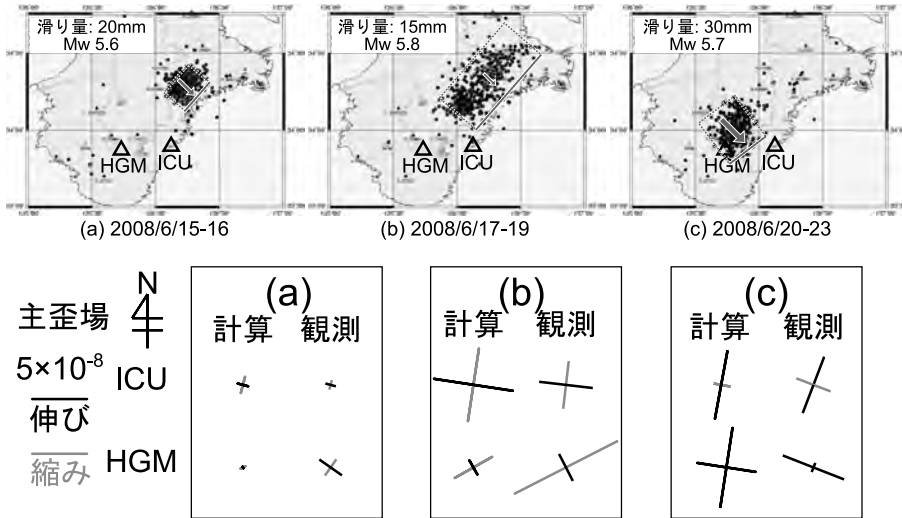 滑り量: 20mm
Mw 5.6
HGM
ICU
(a) 2008/6/15-16
滑り量: 15mm
Mw 5.8
HGM
ICU
(b) 2008/6/17-19
滑り量: 30mm
Mw 5.7
HGM
ICU
(c) 2008/6/20-23
主歪場
N
5×10⁻⁸
伸び
縮み
ICU
HGM
(a)
計算 観測
(b)
計算 観測
(c)
計算 観測